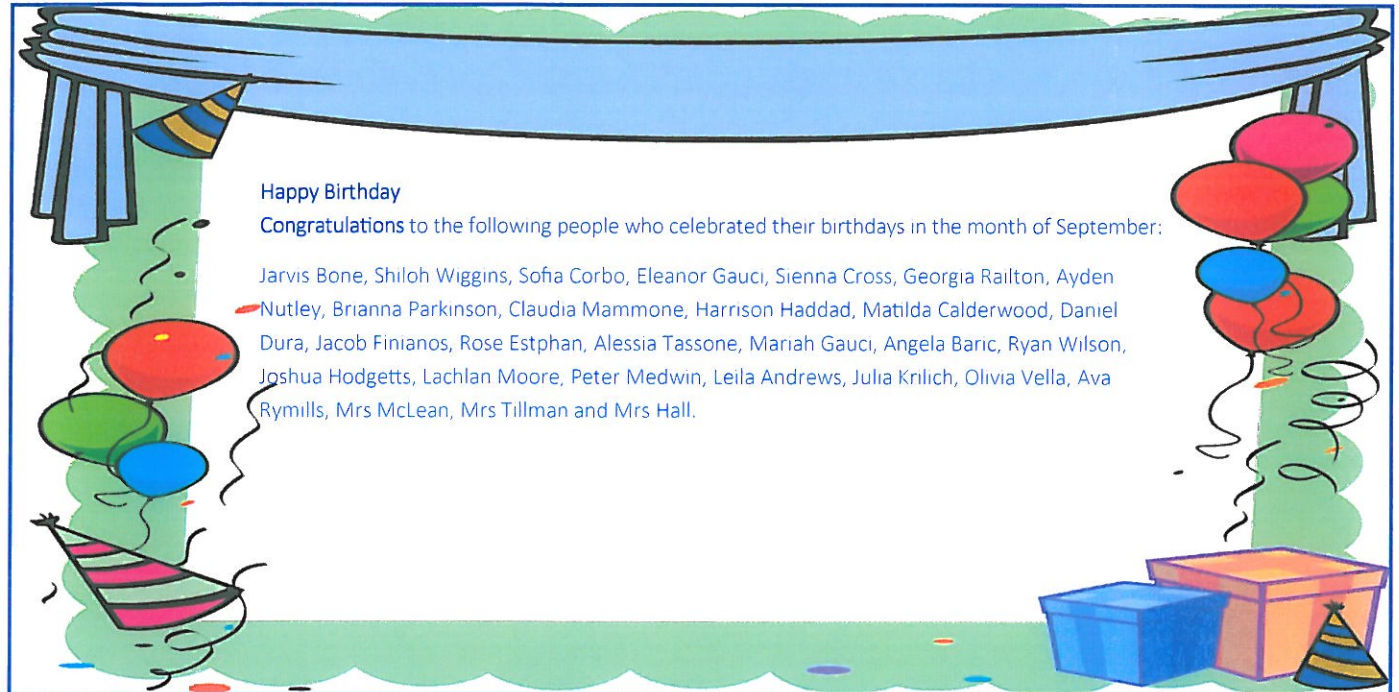 Happy Birthday
Congratulations to the following people who celebrated their birthdays in the month of September:
Jarvis Bone, Shiloh Wiggins, Sofia Corbo, Eleanor Gauci, Sienna Cross, Georgia Railton, Ayden
Nutley, Brianna Parkinson, Claudia Mammone, Harrison Haddad, Matilda Calderwood, Daniel
Dura, Jacob Finianos, Rose Estphan, Alessia Tassone, Mariah Gauci, Angela Baric, Ryan Wilson,
Joshua Hodgetts, Lachlan Moore, Peter Medwin, Leila Andrews, Julia Krilich, Olivia Vella, Ava
Rymills, Mrs McLean, Mrs Tillman and Mrs Hall.